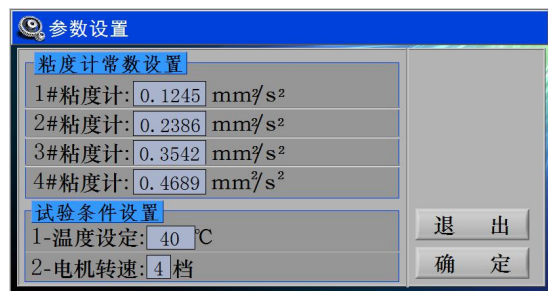 参数设置
粘度计常数设置
1#粘度计: 0.1245 mm²/s²
2#粘度计: 0.2386 mm²/s²
3#粘度计: 0.3542 mm²/s²
4#粘度计: 0.4689 mm²/s²
试验条件设置
1-温度设定: 40 ℃
2-电机转速: 4 档
退 出
确 定